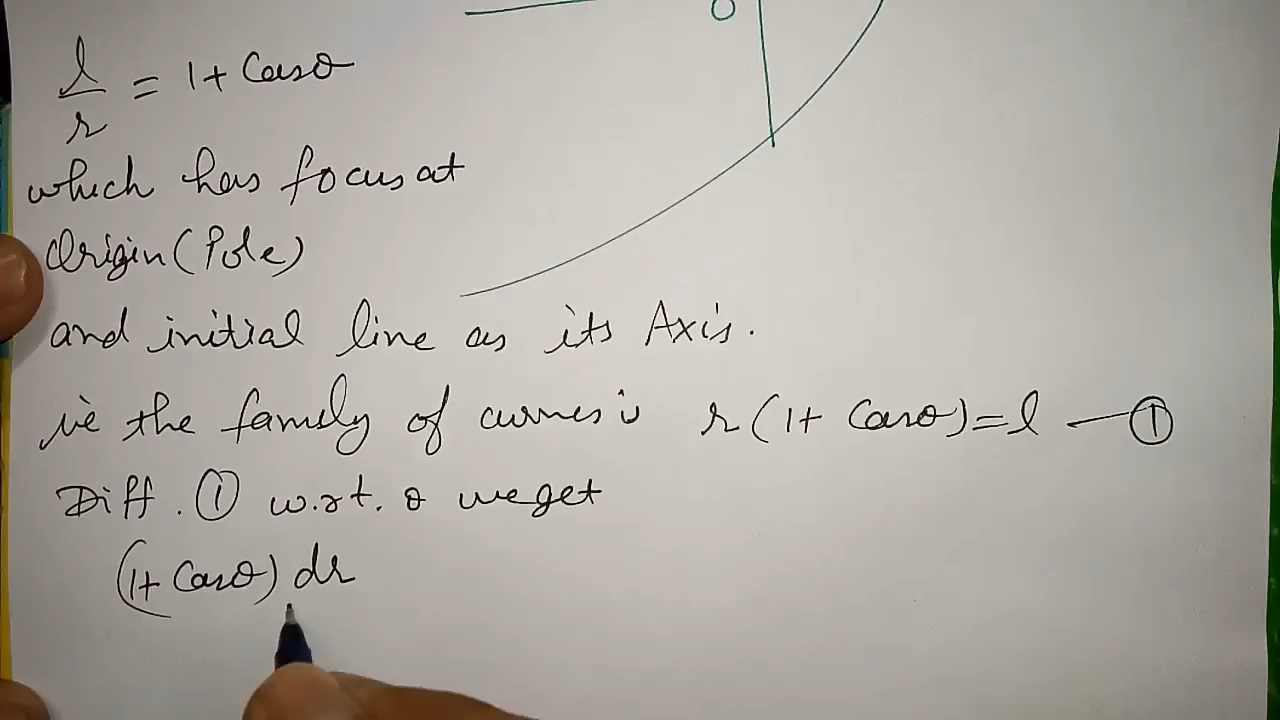 O
l/r = 1 + Cosθ
which has focus at
Origin (Pole)
and initial line as its Axis.
ie the family of curves is r(1 + Cosθ) = l — ①
Diff. ① w.r.t. θ we get
(1 + Cosθ) dr